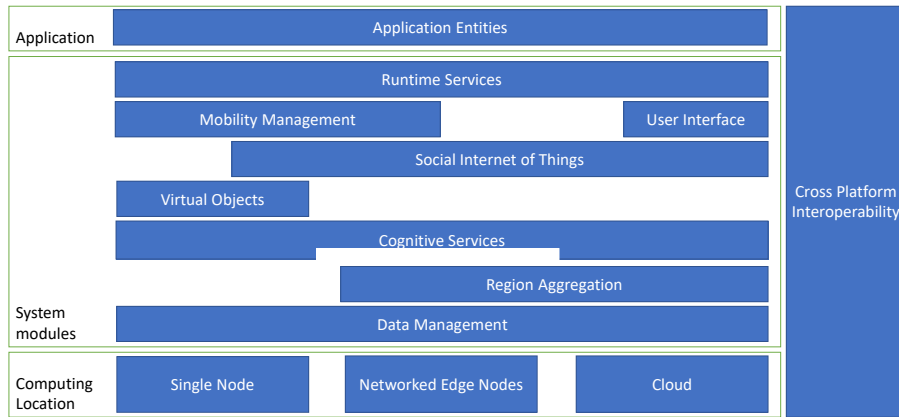 Application
Application Entities
Runtime Services
Mobility Management
User Interface
Social Internet of Things
Virtual Objects
Cognitive Services
Region Aggregation
System
modules
Data Management
Computing
Location
Single Node
Networked Edge Nodes
Cloud
Cross Platform
Interoperability